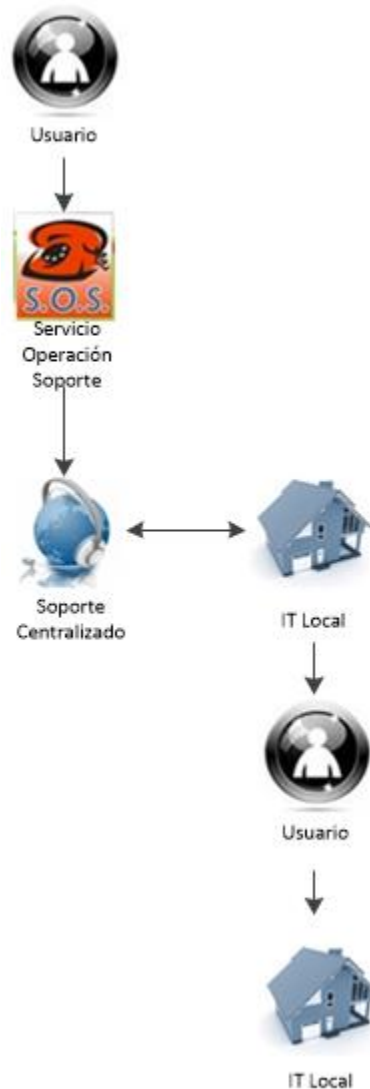 Usuario
S.O.S.
Servicio
Operación
Soporte
Soporte
Centralizado
IT Local
Usuario
IT Local